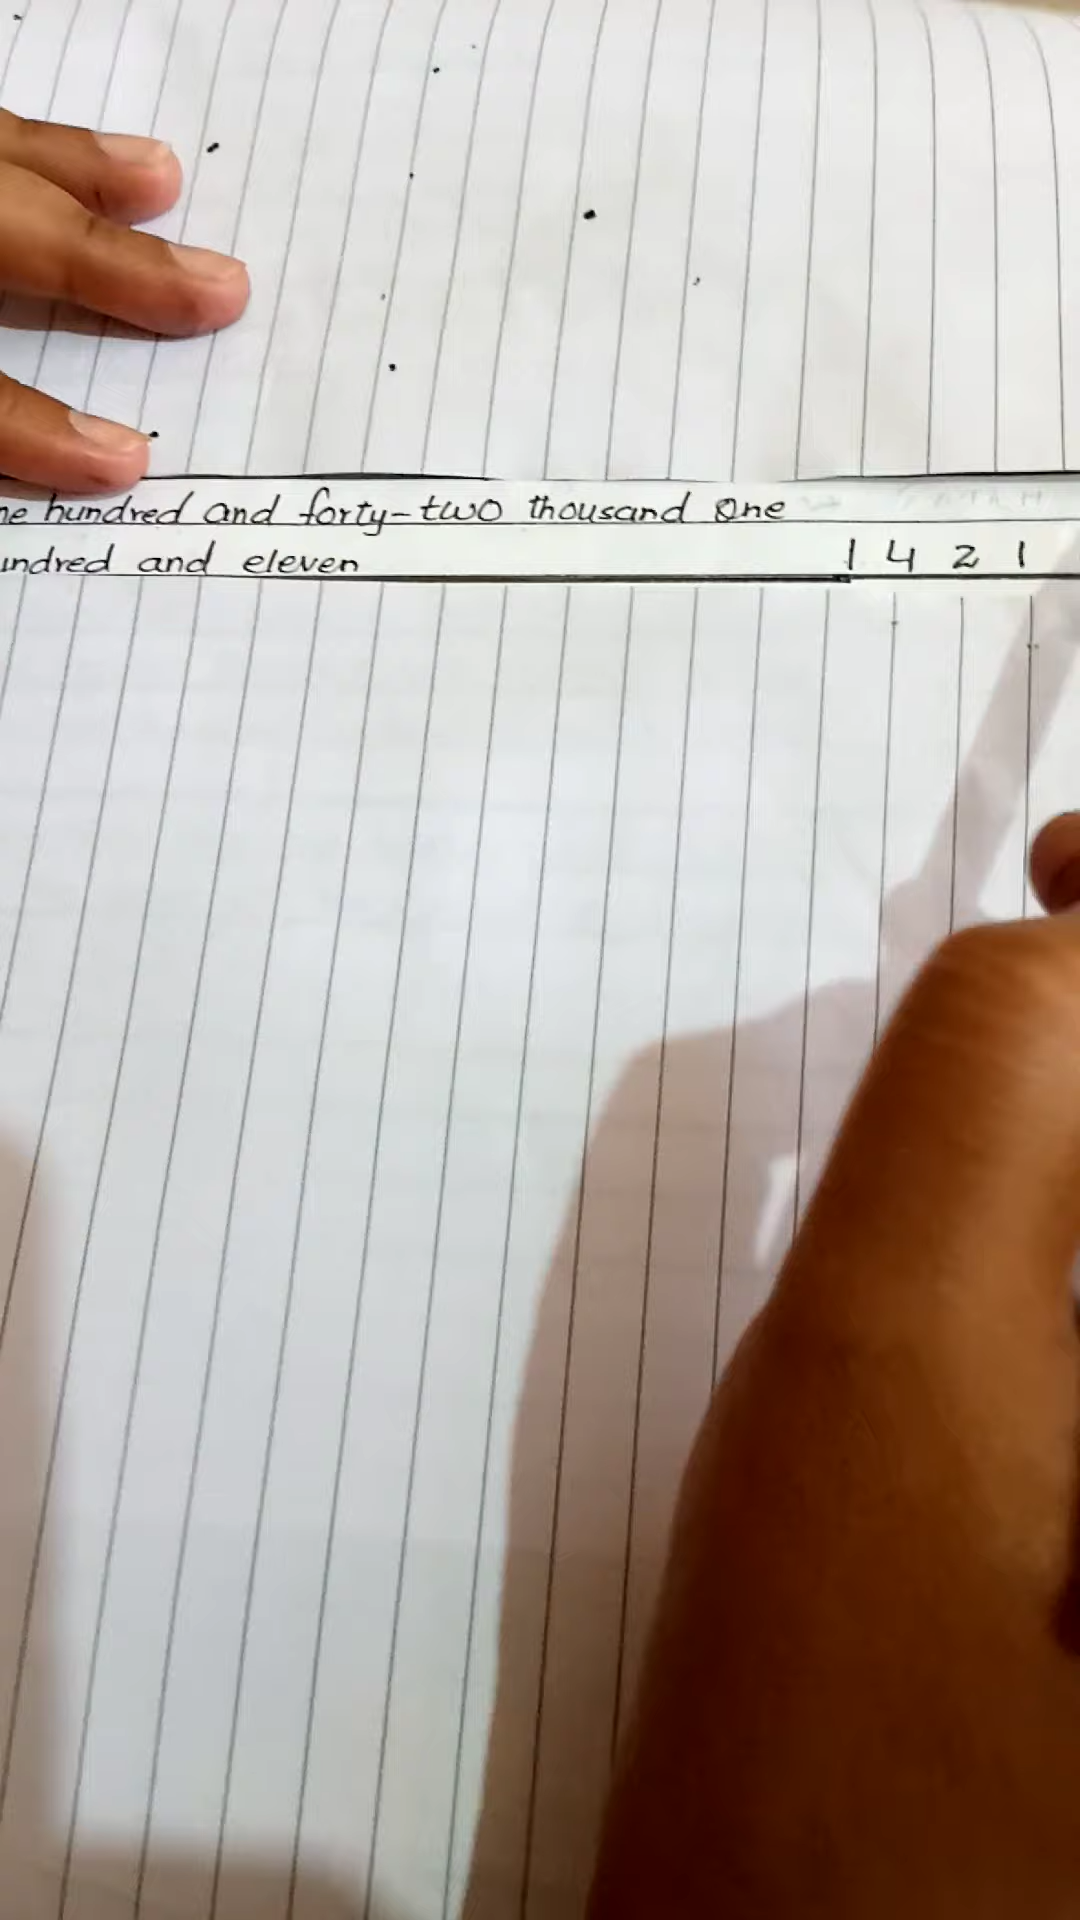 ne hundred and forty-two thousand One
undred and eleven 1 4 2 1